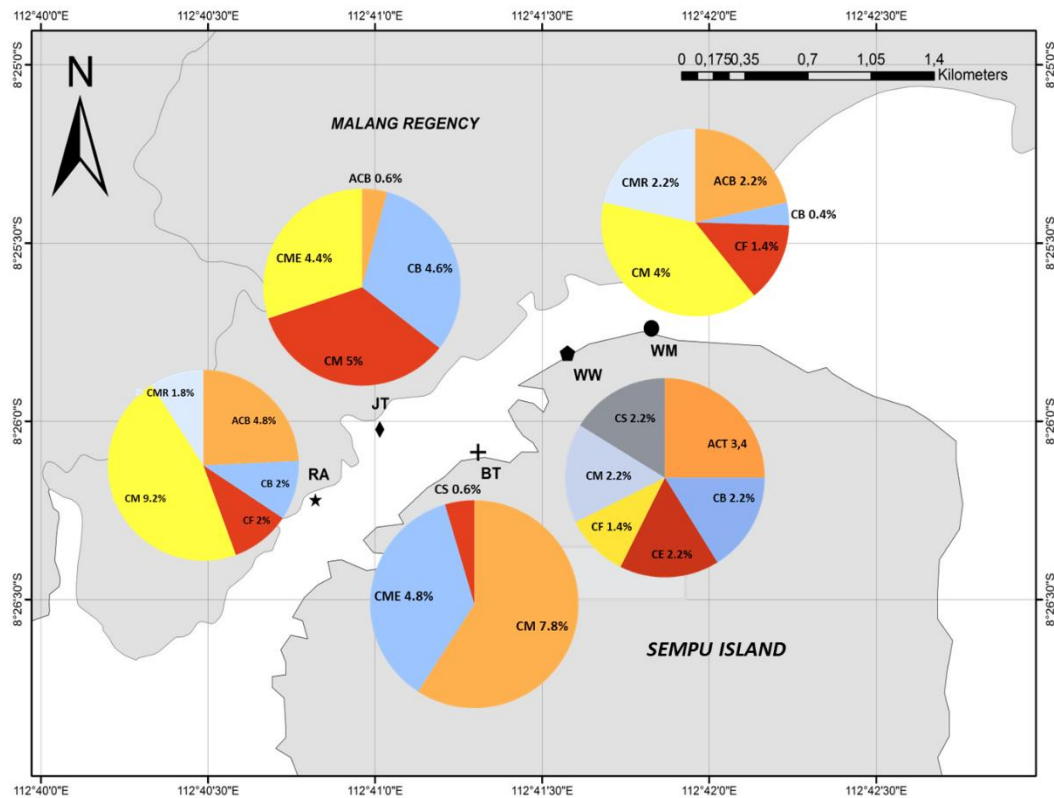 112°40'0"E 112°40'30"E 112°41'0"E 112°41'30"E 112°42'0"E 112°42'30"E
8°25'0"S 8°25'0"S
N
0 0,175 0,35 0,7 1,05 1,4
Kilometers
MALANG REGENCY
ACB 0.6%
CME 4.4%
CB 4.6%
CM 5%
CMR 2.2%
ACB 2.2%
CB 0.4%
CF 1.4%
CM 4%
8°25'30"S 8°25'30"S
WM
WW
CMR 1.8%
ACB 4.8%
CB 2%
CF 2%
CM 9.2%
JT
RA
BT
8°26'0"S 8°26'0"S
CS 2.2%
ACT 3,4
CM 2.2%
CB 2.2%
CF 1.4%
CE 2.2%
CS 0.6%
CME 4.8%
CM 7.8%
8°26'30"S 8°26'30"S
SEMPU ISLAND
112°40'0"E 112°40'30"E 112°41'0"E 112°41'30"E 112°42'0"E 112°42'30"E